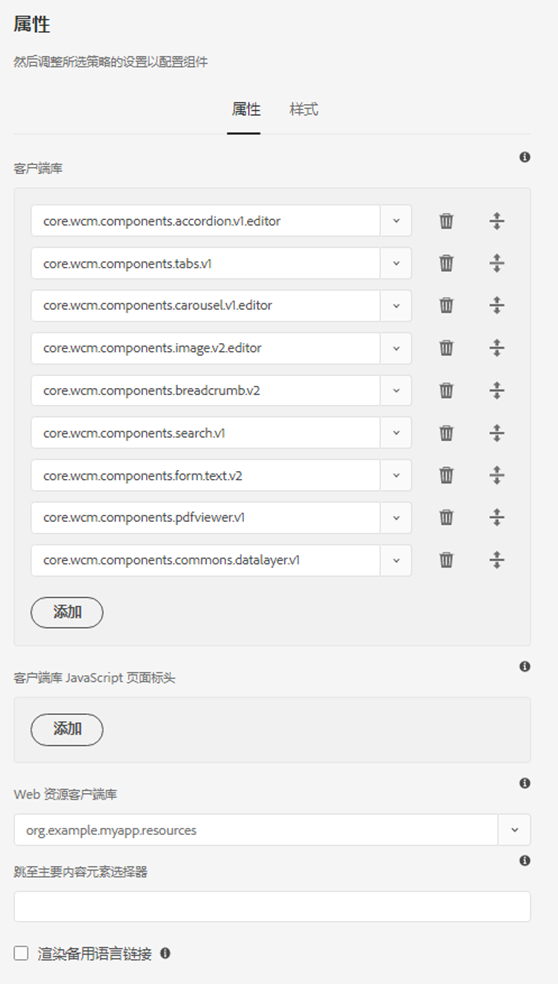 属性
然后调整所选策略的设置以配置组件
属性 样式
客户端库
core.wcm.components.accordion.v1.editor
core.wcm.components.tabs.v1
core.wcm.components.carousel.v1.editor
core.wcm.components.image.v2.editor
core.wcm.components.breadcrumb.v2
core.wcm.components.search.v1
core.wcm.components.form.text.v2
core.wcm.components.pdfviewer.v1
core.wcm.components.commons.datalayer.v1
添加
客户端库 JavaScript 页面标头
添加
Web 资源客户端库
org.example.myapp.resources
跳至主要内容元素选择器
渲染备用语言链接